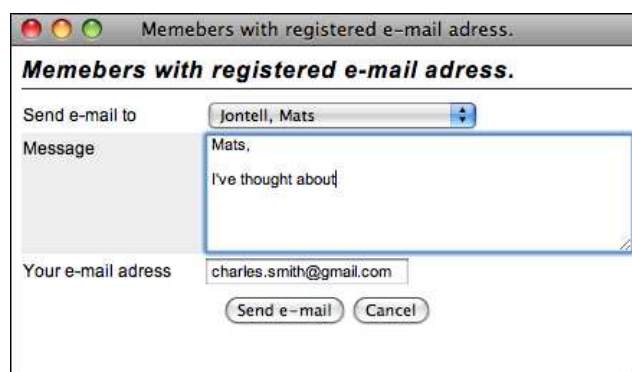 Memebers with registered e-mail adress.
Memebers with registered e-mail adress.
Send e-mail to Jontell, Mats
Message Mats,
I've thought about
Your e-mail adress charles.smith@gmail.com
Send e-mail Cancel